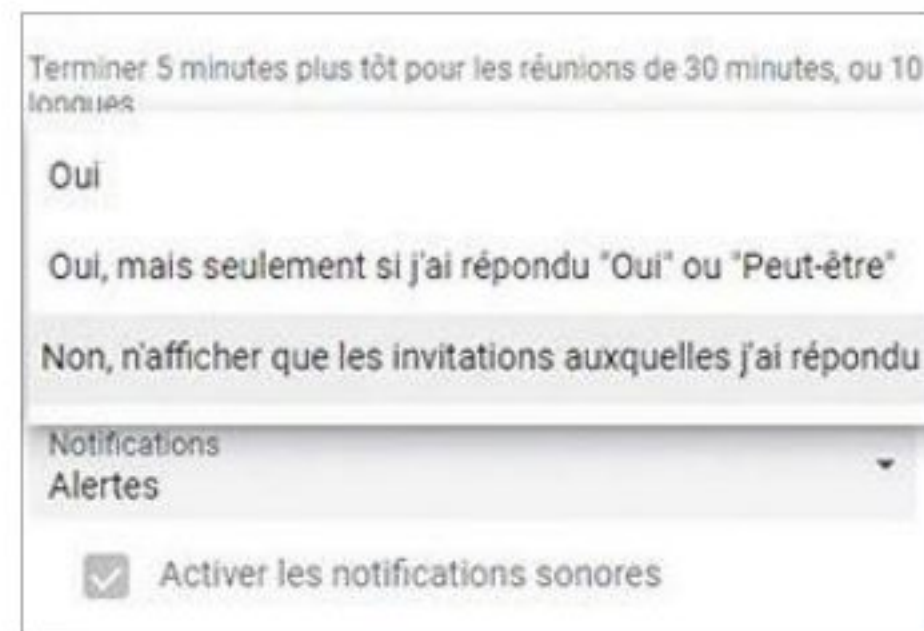 Terminer 5 minutes plus tôt pour les réunions de 30 minutes, ou 10
longues
Oui
Oui, mais seulement si j'ai répondu "Oui" ou "Peut-être"
Non, n'afficher que les invitations auxquelles j'ai répondu
Notifications
Alertes
Activer les notifications sonores